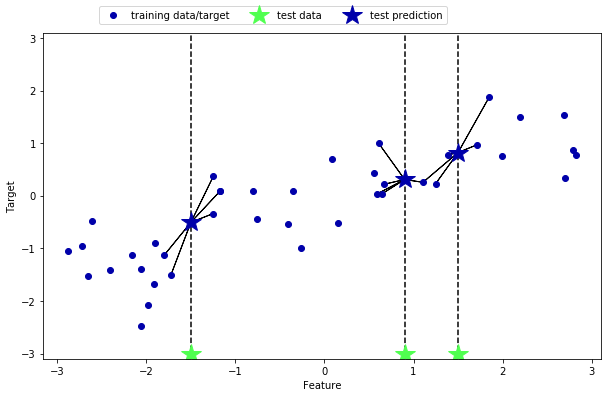 training data/target test data test prediction
3
2
1
0
−1
−2
−3
Target
−3 −2 −1 0 1 2 3
Feature